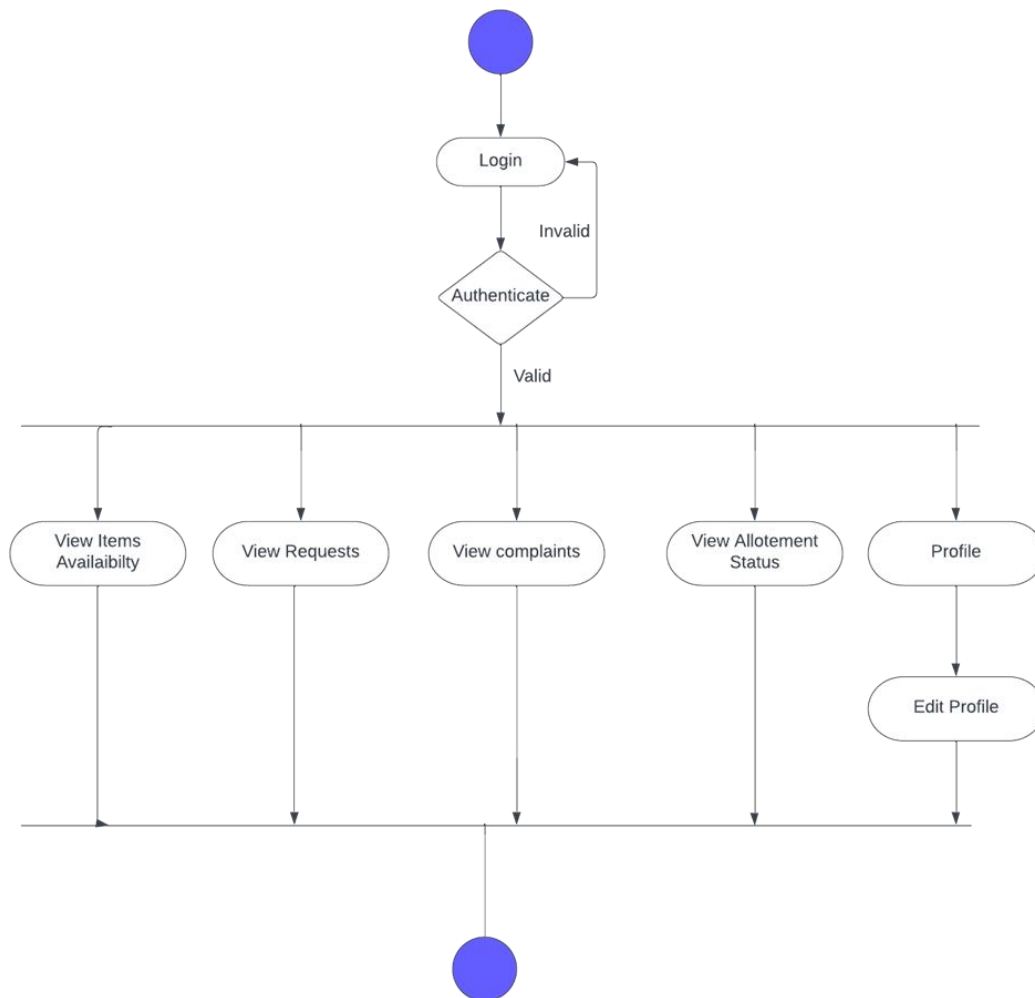 Login
Invalid
Authenticate
Valid
View Items
Availaibilty
View Requests
View complaints
View Allotement
Status
Profile
Edit Profile